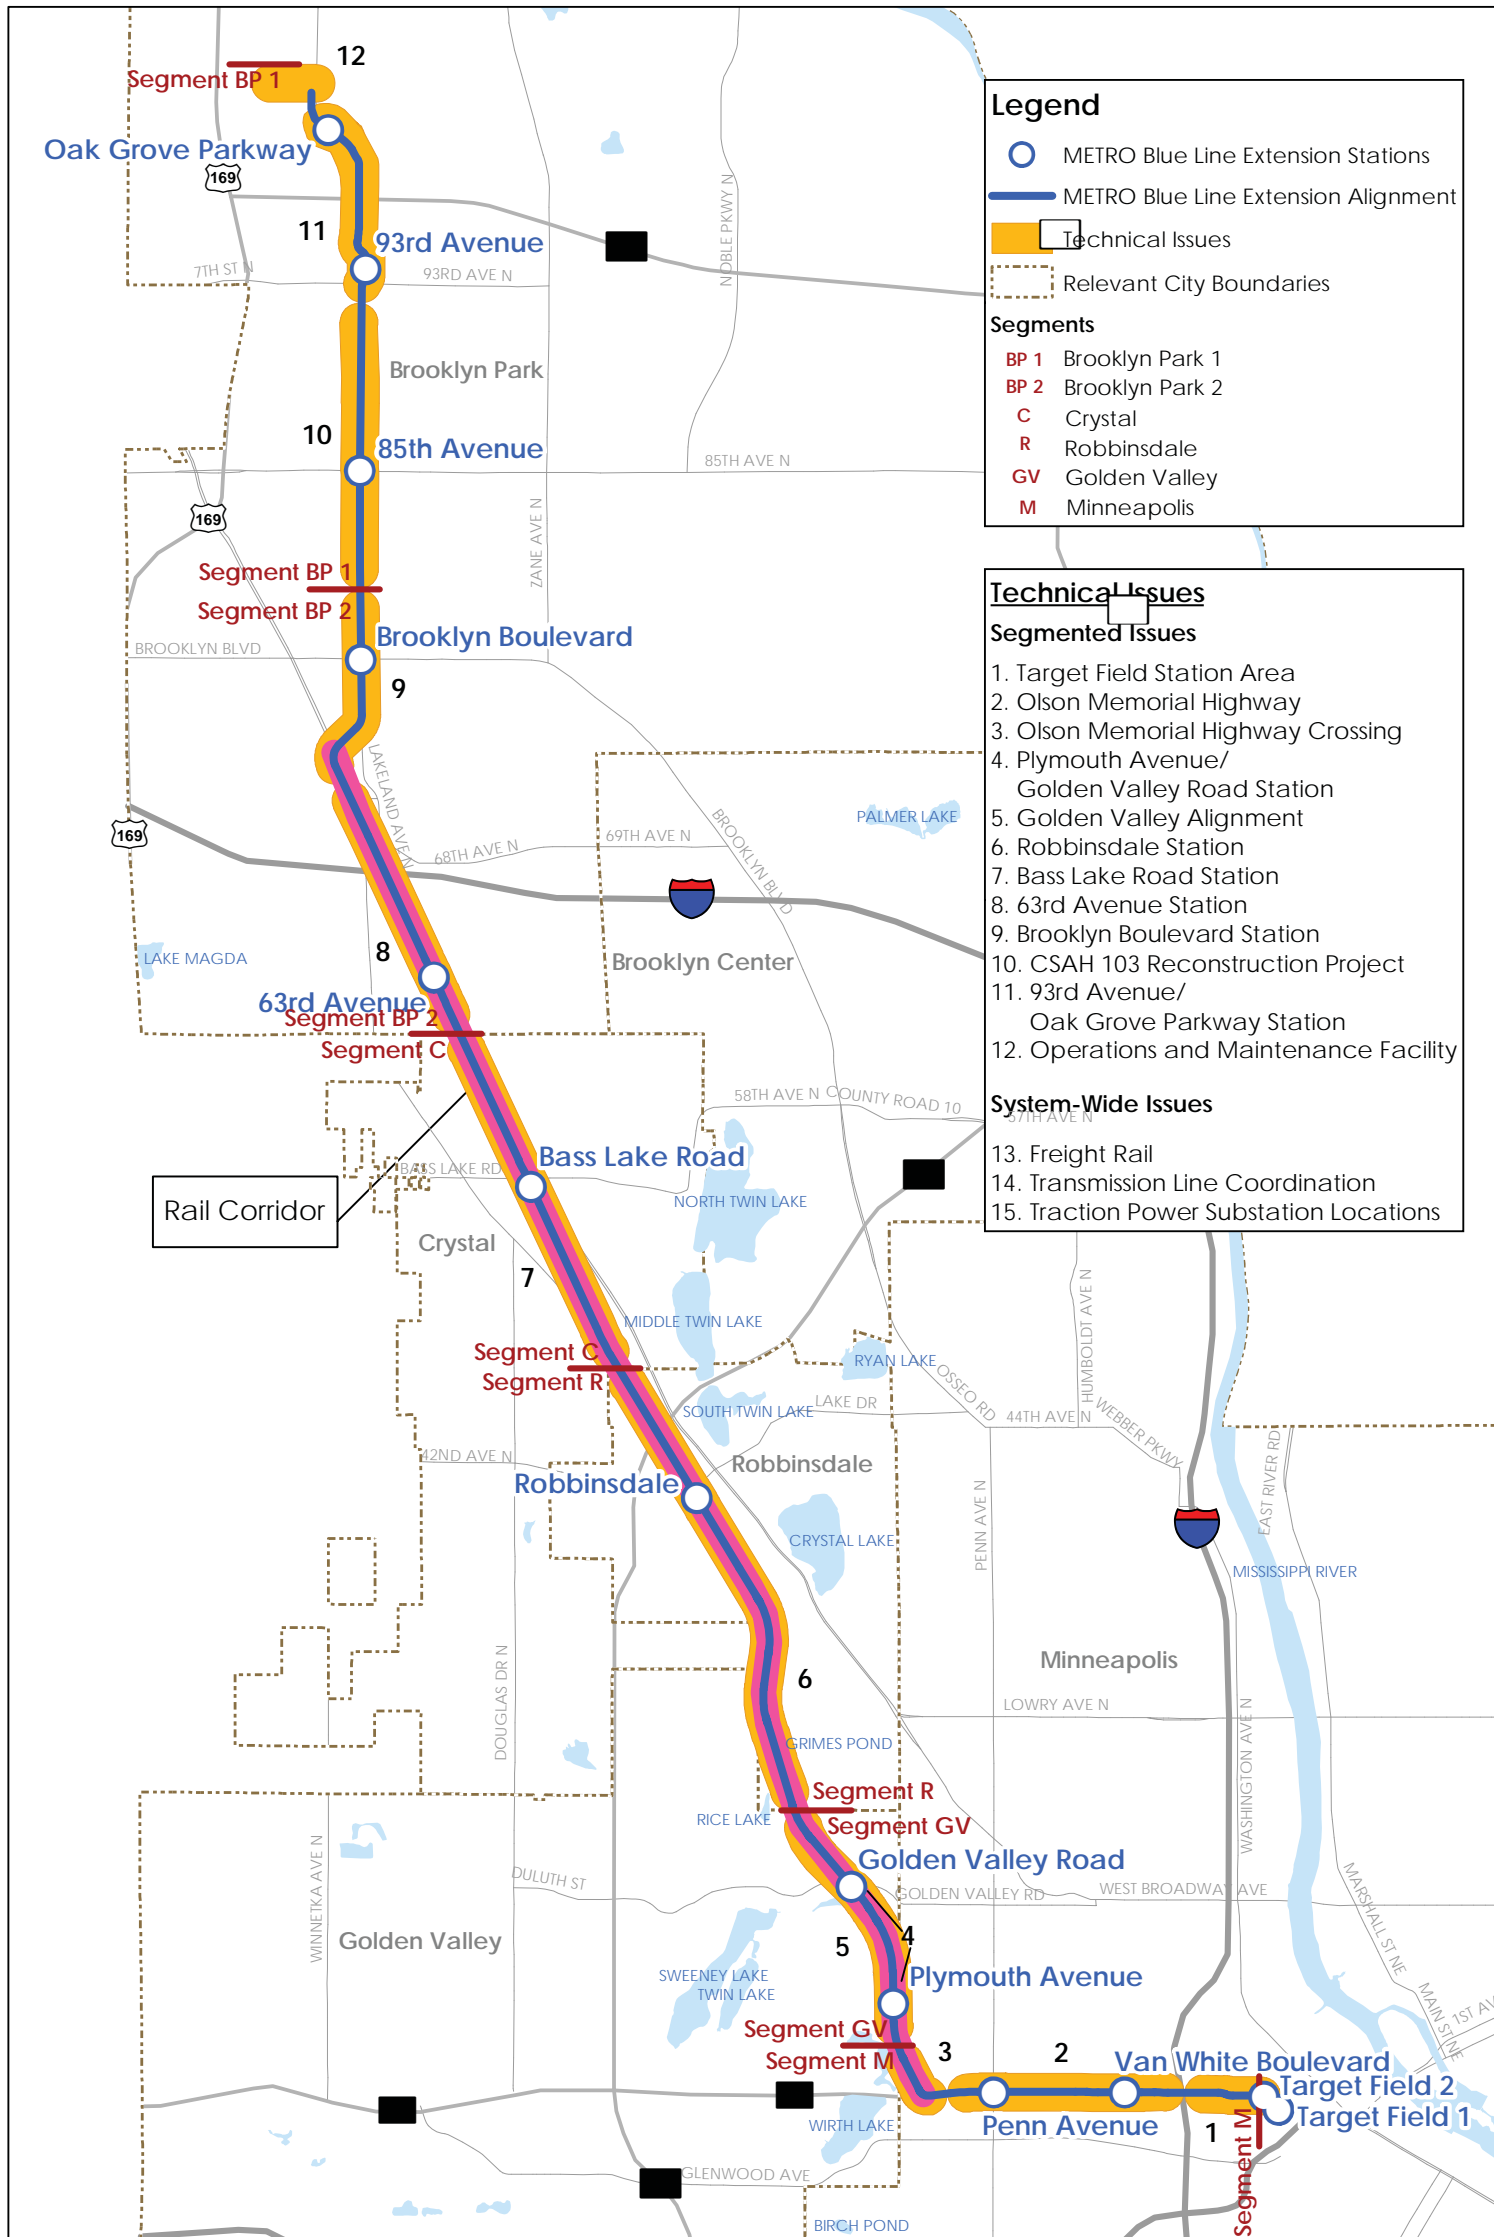 12
Segment BP 1
Oak Grove Parkway
169
11
93rd Avenue
7TH ST N
93RD AVE N
NOBLE PKWY N
Brooklyn Park
10
85th Avenue
85TH AVE N
169
ZANE AVE N
Segment BP 1
Segment BP 2
Brooklyn Boulevard
BROOKLYN BLVD
9
LAKELAND AVE N
169
68TH AVE N
69TH AVE N
BROOKLYN BLVD
PALMER LAKE
8
LAKE MAGDA
Brooklyn Center
63rd Avenue
Segment BP 2
Segment C
58TH AVE N
COUNTY ROAD 10
57TH AVE N
Bass Lake Road
BASS LAKE RD
Rail Corridor
NORTH TWIN LAKE
Crystal
7
MIDDLE TWIN LAKE
HUMBOLDT AVE N
Segment C
Segment R
RYAN LAKE
OSSEO RD
SOUTH TWIN LAKE
LAKE DR
44TH AVE N
WEBBER PKWY
42ND AVE N
Robbinsdale
Robbinsdale
EAST RIVER RD
PENN AVE N
CRYSTAL LAKE
MISSISSIPPI RIVER
Minneapolis
DOUGLAS DR N
6
LOWRY AVE N
WASHINGTON AVE N
GRIMES POND
Segment R
RICE LAKE
Segment GV
Golden Valley Road
DULUTH ST
GOLDEN VALLEY RD
WEST BROADWAY AVE
WINNETKA AVE N
MARSHALL ST NE
Golden Valley
5
4
SWEENEY LAKE
TWIN LAKE
Plymouth Avenue
MAIN ST NE
1ST AV
Segment GV
Segment M
3
2
Van White Boulevard
Target Field 2
Target Field 1
WIRTH LAKE
Penn Avenue
1
Segment M
GLENWOOD AVE
BIRCH POND
Legend
METRO Blue Line Extension Stations
METRO Blue Line Extension Alignment
Technical Issues
Relevant City Boundaries
Segments
BP 1 Brooklyn Park 1
BP 2 Brooklyn Park 2
C Crystal
R Robbinsdale
GV Golden Valley
M Minneapolis
Technical Issues
Segmented Issues
1. Target Field Station Area
2. Olson Memorial Highway
3. Olson Memorial Highway Crossing
4. Plymouth Avenue/
Golden Valley Road Station
5. Golden Valley Alignment
6. Robbinsdale Station
7. Bass Lake Road Station
8. 63rd Avenue Station
9. Brooklyn Boulevard Station
10. CSAH 103 Reconstruction Project
11. 93rd Avenue/
Oak Grove Parkway Station
12. Operations and Maintenance Facility
System-Wide Issues
13. Freight Rail
14. Transmission Line Coordination
15. Traction Power Substation Locations